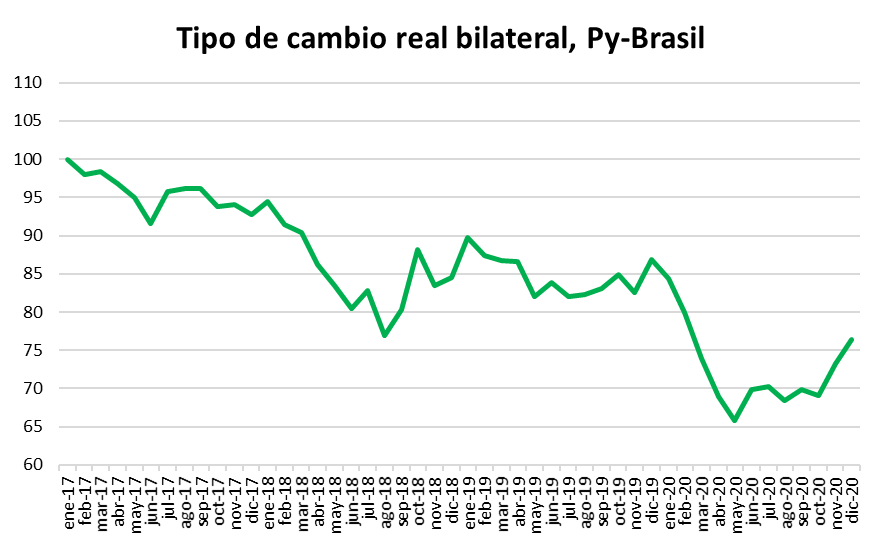 Tipo de cambio real bilateral, Py-Brasil
110
105
100
95
90
85
80
75
70
65
60
ene-17
feb-17
mar-17
abr-17
may-17
jun-17
jul-17
ago-17
sep-17
oct-17
nov-17
dic-17
ene-18
feb-18
mar-18
abr-18
may-18
jun-18
jul-18
ago-18
sep-18
oct-18
nov-18
dic-18
ene-19
feb-19
mar-19
abr-19
may-19
jun-19
jul-19
ago-19
sep-19
oct-19
nov-19
dic-19
ene-20
feb-20
mar-20
abr-20
may-20
jun-20
jul-20
ago-20
sep-20
oct-20
nov-20
dic-20